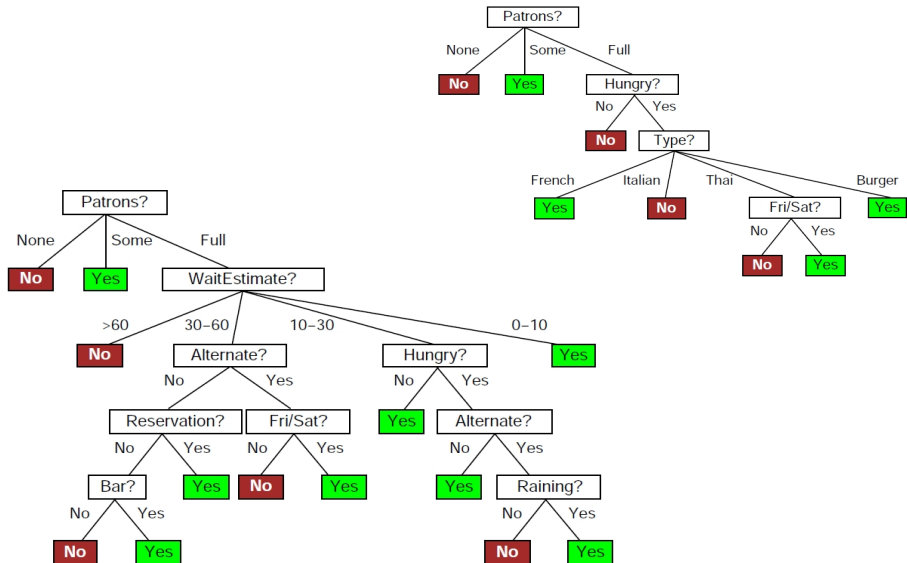 Patrons?
None Some Full
No Yes Hungry?
No Yes
No Type?
French Italian Thai Burger
Yes No Fri/Sat? Yes
No Yes
No Yes
Patrons?
None Some Full
No Yes WaitEstimate?
>60 30–60 10–30 0–10
No Alternate? Hungry? Yes
No Yes No Yes
Reservation? Fri/Sat? Yes Alternate?
No Yes No Yes No Yes
Bar? Yes No Yes Yes Raining?
No Yes No Yes
No Yes No Yes